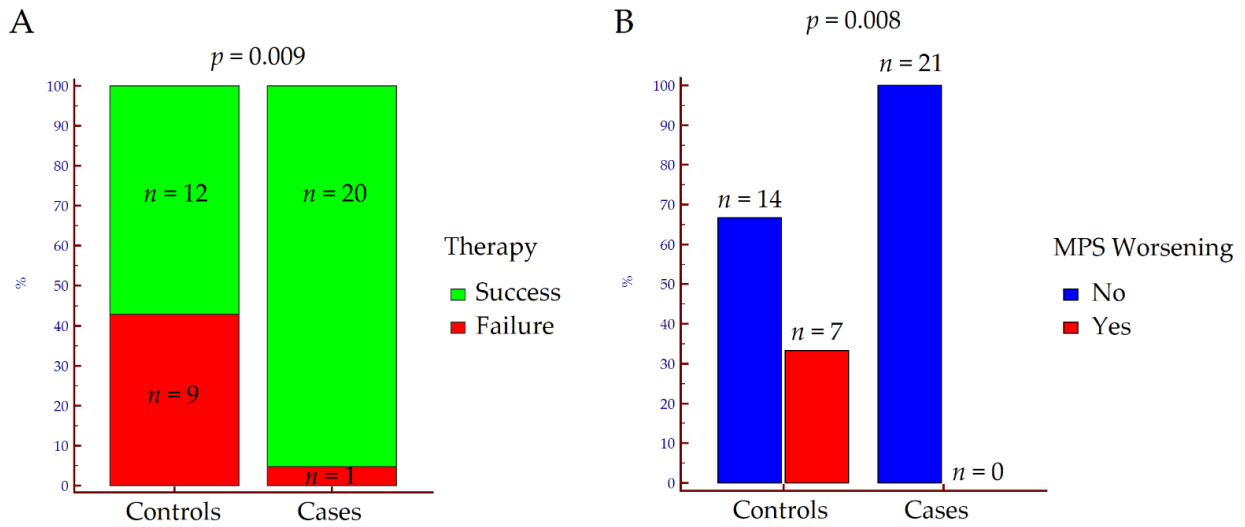 A
p = 0.009
100
90
80
70
60
50
40
30
20
10
0
%
n = 12
n = 20
n = 9
n = 1
Controls
Cases
Therapy
Success
Failure
B
p = 0.008
100
90
80
70
60
50
40
30
20
10
0
%
n = 14
n = 7
n = 21
n = 0
Controls
Cases
MPS Worsening
No
Yes